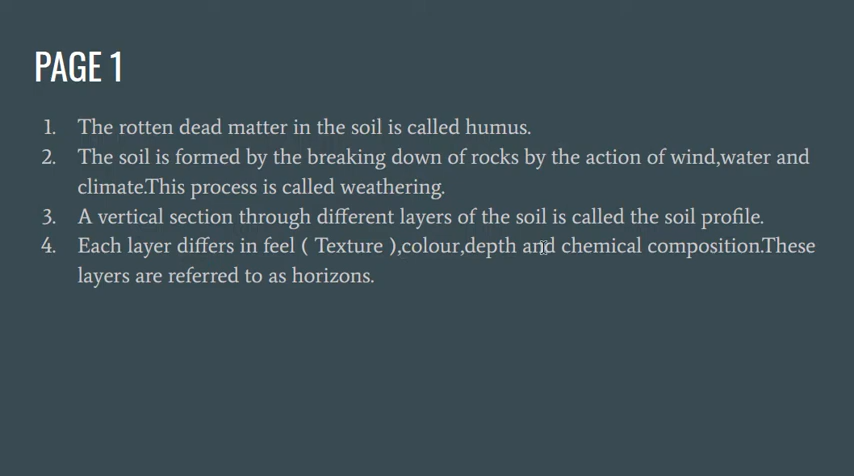 PAGE 1
1. The rotten dead matter in the soil is called humus.
2. The soil is formed by the breaking down of rocks by the action of wind,water and
climate.This process is called weathering.
3. A vertical section through different layers of the soil is called the soil profile.
4. Each layer differs in feel ( Texture ),colour,depth and chemical composition.These
layers are referred to as horizons.